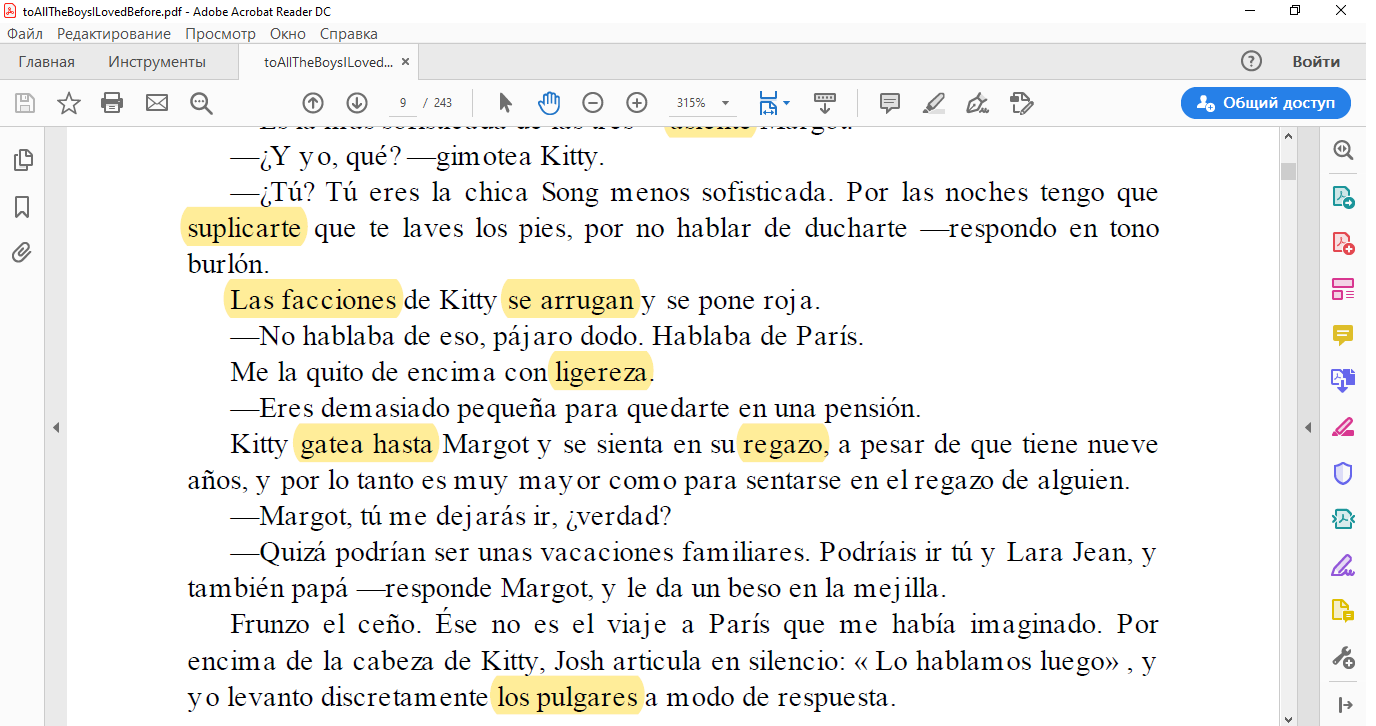 toAllTheBoysILovedBefore.pdf - Adobe Acrobat Reader DC
Файл Редактирование Просмотр Окно Справка
Главная Инструменты toAllTheBoysILoved... × Войти
9 / 243 315% Общий доступ
—Es la más sofisticada de las tres —asiente Margot.
—¿Y yo, qué? —gimotea Kitty.
—¿Tú? Tú eres la chica Song menos sofisticada. Por las noches tengo que
suplicarte que te laves los pies, por no hablar de ducharte —respondo en tono
burlón.
Las facciones de Kitty se arrugan y se pone roja.
—No hablaba de eso, pájaro dodo. Hablaba de París.
Me la quito de encima con ligereza.
—Eres demasiado pequeña para quedarte en una pensión.
Kitty gatea hasta Margot y se sienta en su regazo, a pesar de que tiene nueve
años, y por lo tanto es muy mayor como para sentarse en el regazo de alguien.
—Margot, tú me dejarás ir, ¿verdad?
—Quizá podrían ser unas vacaciones familiares. Podríais ir tú y Lara Jean, y
también papá —responde Margot, y le da un beso en la mejilla.
Frunzo el ceño. Ése no es el viaje a París que me había imaginado. Por
encima de la cabeza de Kitty, Josh articula en silencio: « Lo hablamos luego» , y
yo levanto discretamente los pulgares a modo de respuesta.